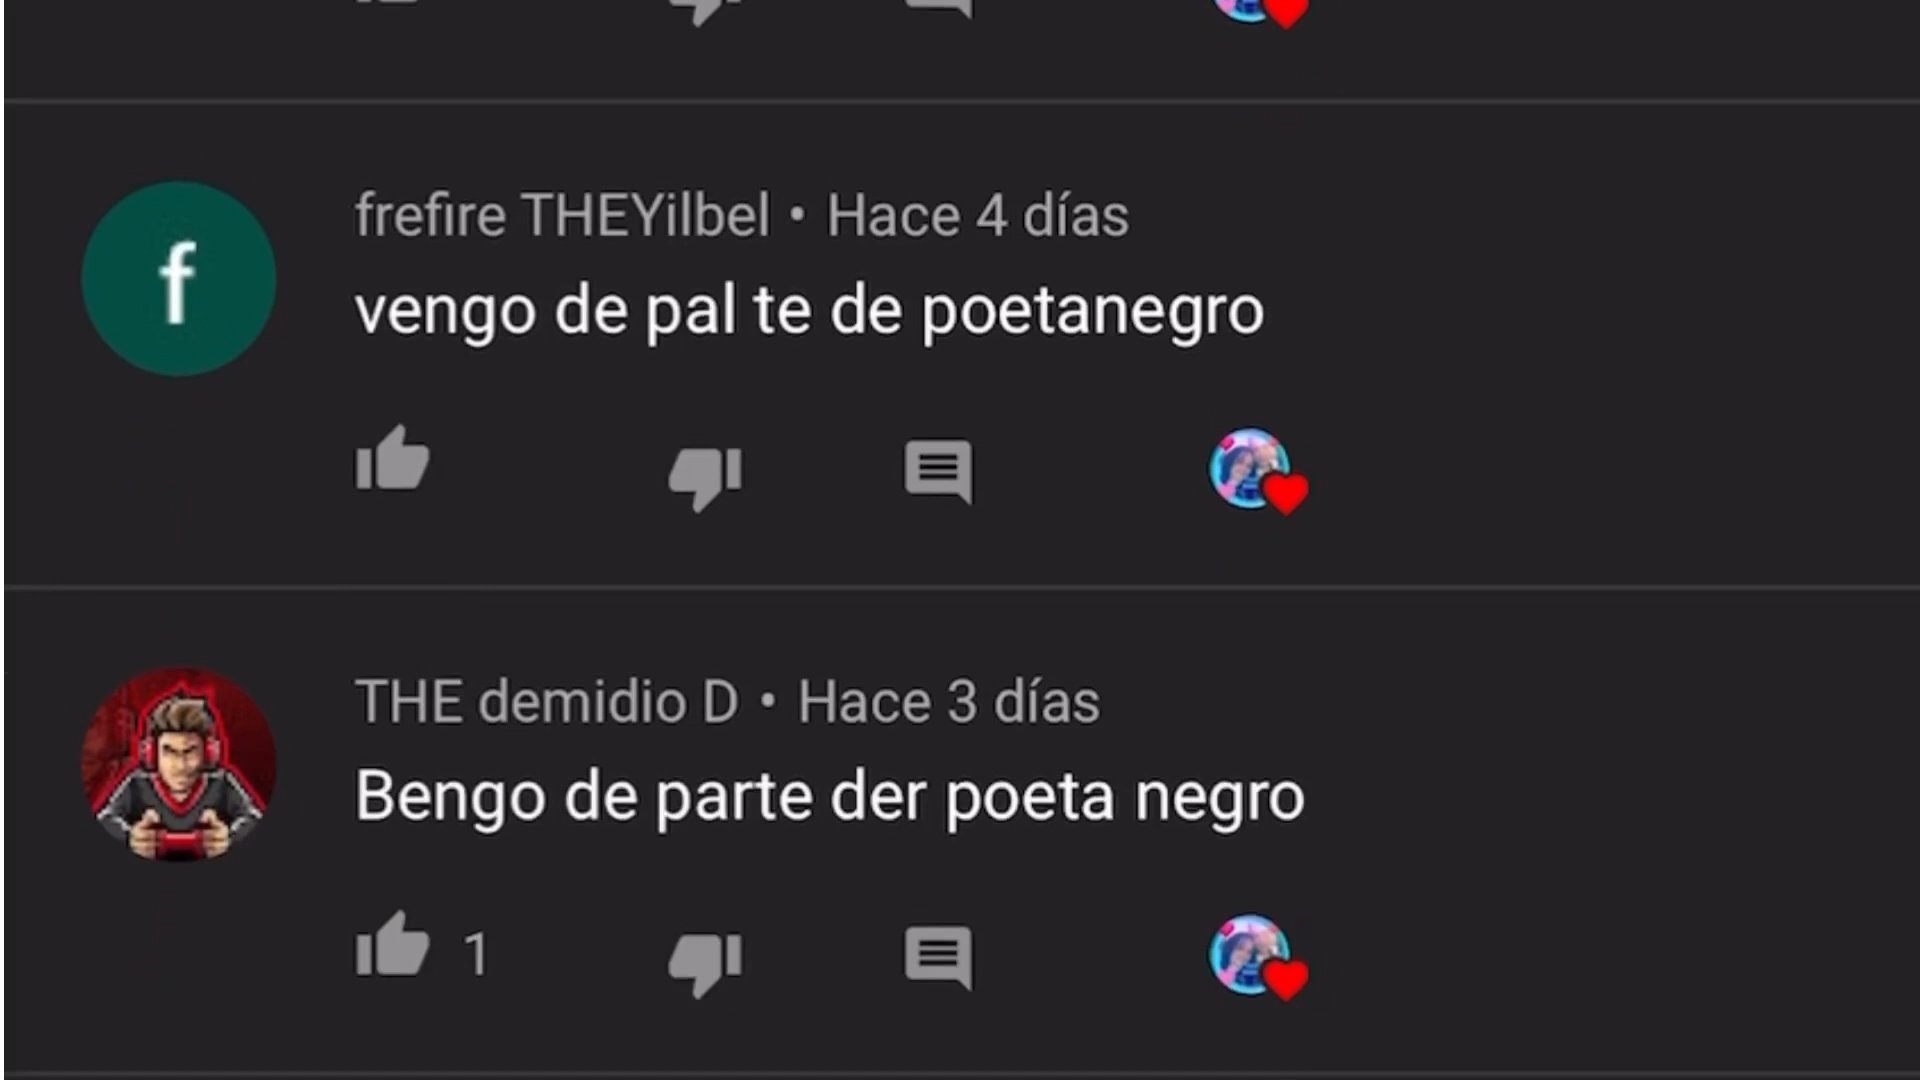 frefire THEYilbel • Hace 4 días
f
vengo de pal te de poetanegro
THE demidio D • Hace 3 días
Bengo de parte der poeta negro
1